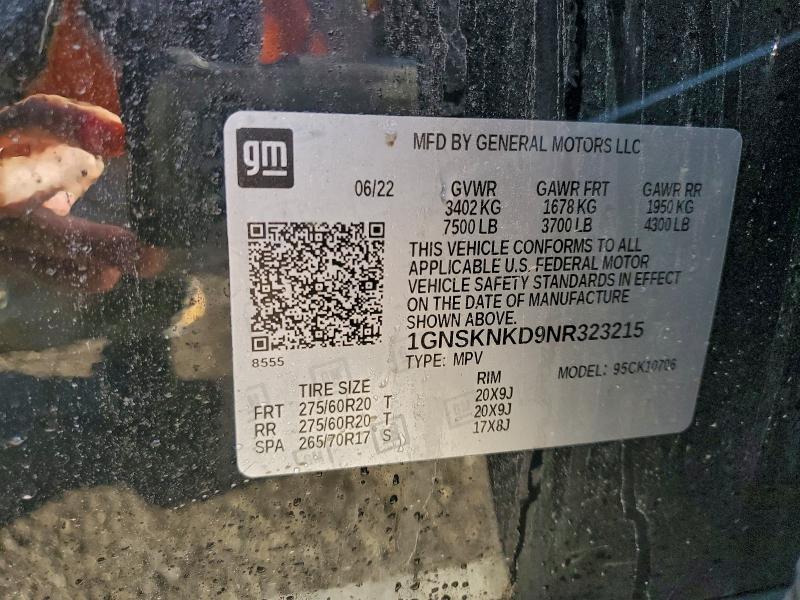 gm
MFD BY GENERAL MOTORS LLC
06/22 GVWR GAWR FRT GAWR RR
3402 KG 1678 KG 1950 KG
7500 LB 3700 LB 4300 LB
THIS VEHICLE CONFORMS TO ALL
APPLICABLE U.S. FEDERAL MOTOR
VEHICLE SAFETY STANDARDS IN EFFECT
ON THE DATE OF MANUFACTURE
SHOWN ABOVE.
1GNSKNKD9NR323215
8555
TYPE: MPV MODEL: 95CK10706
TIRE SIZE RIM
FRT 275/60R20 T 20X9J
RR 275/60R20 T 20X9J
SPA 265/70R17 S 17X8J